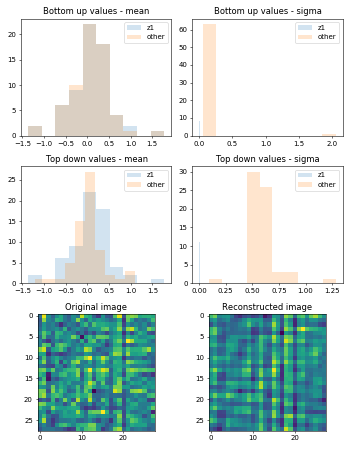 Bottom up values - mean
Bottom up values - sigma
z1
other
z1
other
20
15
10
5
0
60
50
40
30
20
10
0
−1.5 −1.0 −0.5 0.0 0.5 1.0 1.5
0.0 0.5 1.0 1.5 2.0
Top down values - mean
Top down values - sigma
z1
other
z1
other
25
20
15
10
5
0
30
25
20
15
10
5
0
−1.5 −1.0 −0.5 0.0 0.5 1.0 1.5
0.00 0.25 0.50 0.75 1.00 1.25
Original image
Reconstructed image
0
5
10
15
20
25
0
5
10
15
20
25
0 10 20
0 10 20